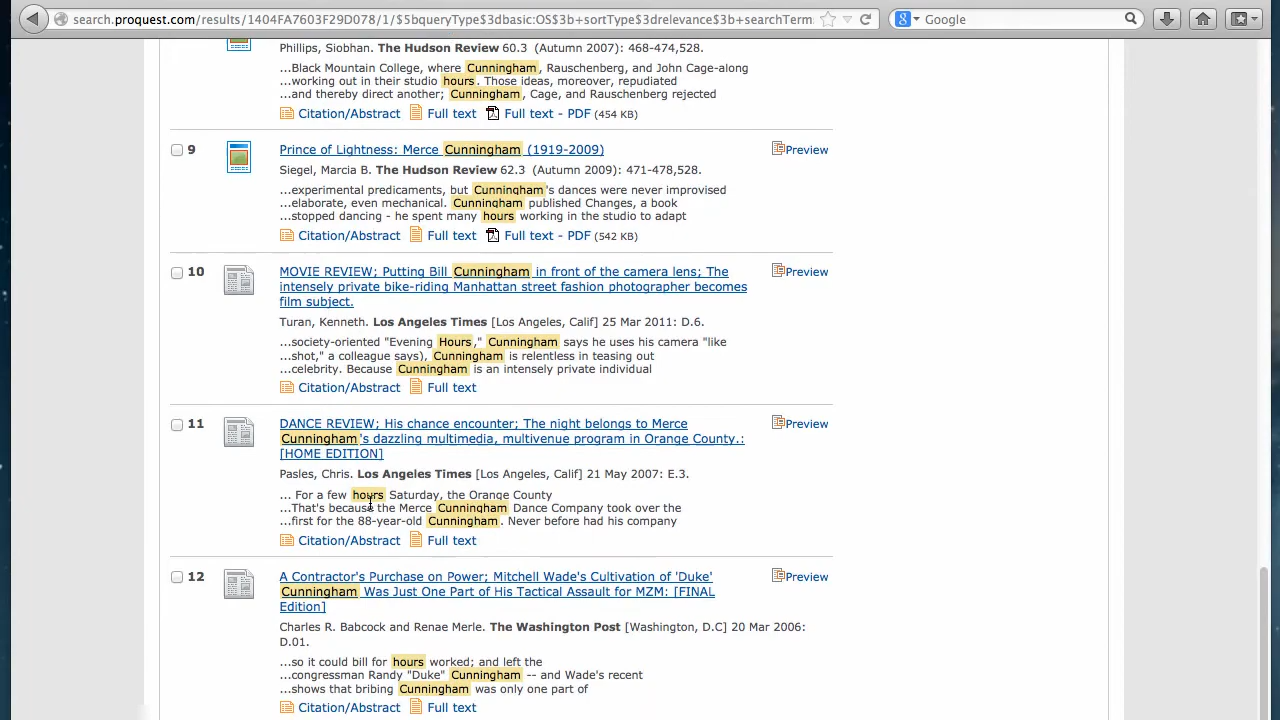 search.proquest.com/results/1404FA7603F29D078/1/$5bqueryType$3dbasic:OS$3b+sortType$3drelevance$3b+searchTerm
Google
Phillips, Siobhan. The Hudson Review 60.3 (Autumn 2007): 468-474,528.
...Black Mountain College, where Cunningham, Rauschenberg, and John Cage-along
...working out in their studio hours. Those ideas, moreover, repudiated
...and thereby direct another; Cunningham, Cage, and Rauschenberg rejected
Citation/Abstract Full text Full text - PDF (454 KB)
9 Prince of Lightness: Merce Cunningham (1919-2009) Preview
Siegel, Marcia B. The Hudson Review 62.3 (Autumn 2009): 471-478,528.
...experimental predicaments, but Cunningham's dances were never improvised
...elaborate, even mechanical. Cunningham published Changes, a book
...stopped dancing - he spent many hours working in the studio to adapt
Citation/Abstract Full text Full text - PDF (542 KB)
10 MOVIE REVIEW; Putting Bill Cunningham in front of the camera lens; The Preview
intensely private bike-riding Manhattan street fashion photographer becomes
film subject.
Turan, Kenneth. Los Angeles Times [Los Angeles, Calif] 25 Mar 2011: D.6.
...society-oriented "Evening Hours," Cunningham says he uses his camera "like
...shot," a colleague says), Cunningham is relentless in teasing out
...celebrity. Because Cunningham is an intensely private individual
Citation/Abstract Full text
11 DANCE REVIEW; His chance encounter; The night belongs to Merce Preview
Cunningham's dazzling multimedia, multivenue program in Orange County.:
[HOME EDITION]
Pasles, Chris. Los Angeles Times [Los Angeles, Calif] 21 May 2007: E.3.
... For a few hours Saturday, the Orange County
...That's because the Merce Cunningham Dance Company took over the
...first for the 88-year-old Cunningham. Never before had his company
Citation/Abstract Full text
12 A Contractor's Purchase on Power; Mitchell Wade's Cultivation of 'Duke' Preview
Cunningham Was Just One Part of His Tactical Assault for MZM: [FINAL
Edition]
Charles R. Babcock and Renae Merle. The Washington Post [Washington, D.C] 20 Mar 2006:
D.01.
...so it could bill for hours worked; and left the
...congressman Randy "Duke" Cunningham -- and Wade's recent
...shows that bribing Cunningham was only one part of
Citation/Abstract Full text